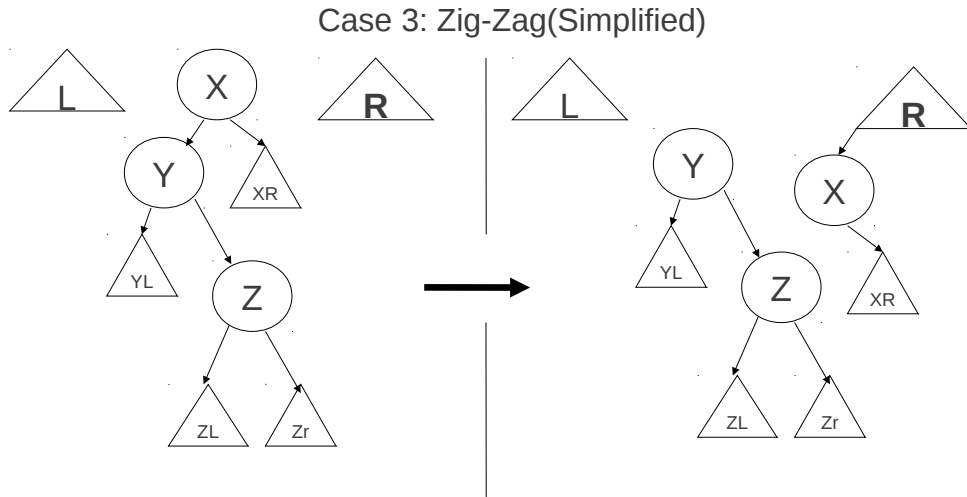 Case 3: Zig-Zag(Simplified)
L
X
R
Y
XR
YL
Z
ZL
Zr
L
R
Y
X
YL
Z
XR
ZL
Zr